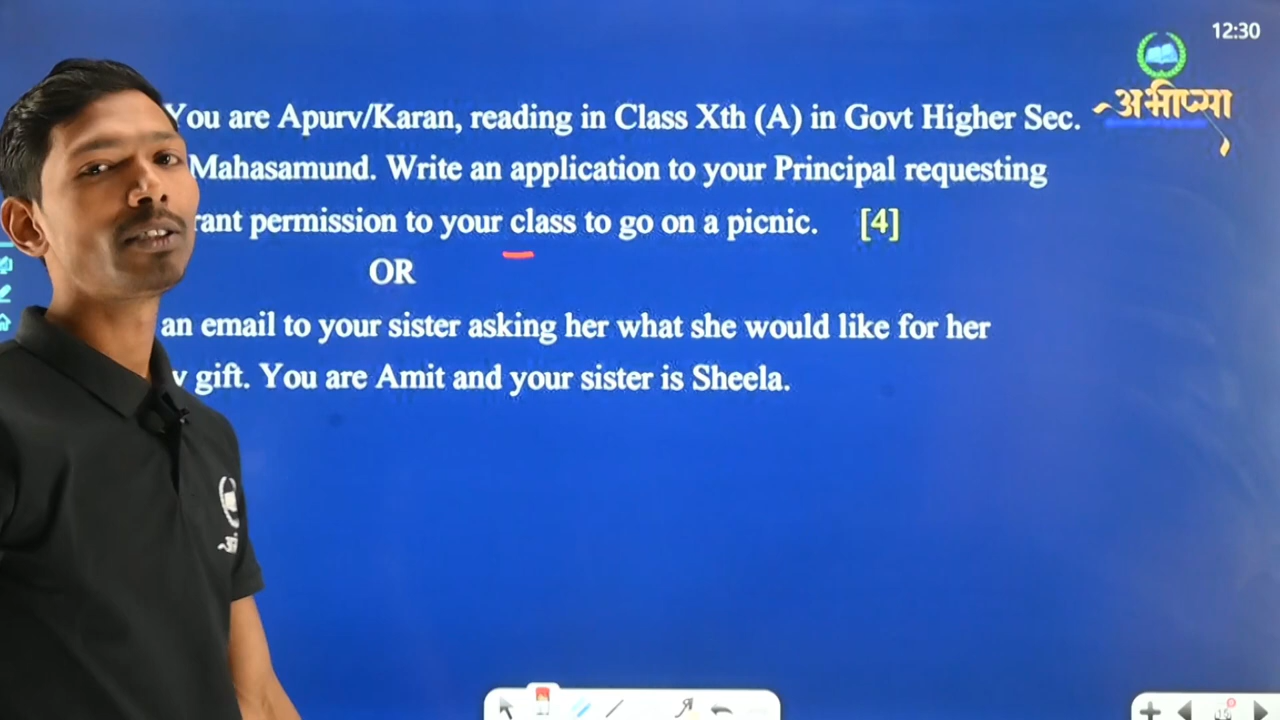 12:30
अभीप्सा
You are Apurv/Karan, reading in Class Xth (A) in Govt Higher Sec.
Mahasamund. Write an application to your Principal requesting
permission to your class to go on a picnic. [4]
OR
an email to your sister asking her what she would like for her
gift. You are Amit and your sister is Sheela.